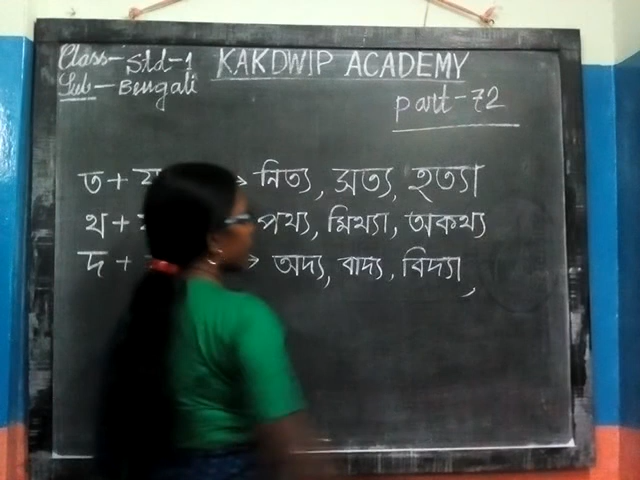 Class- Std-1 KAKDWIP ACADEMY
Sub- Bengali
part-72
ত + → নিত্য, সত্য, হত্যা
থ + পথ্য, মিথ্যা, অকথ্য
দ + → অদ্য, বাদ্য, বিদ্যা,